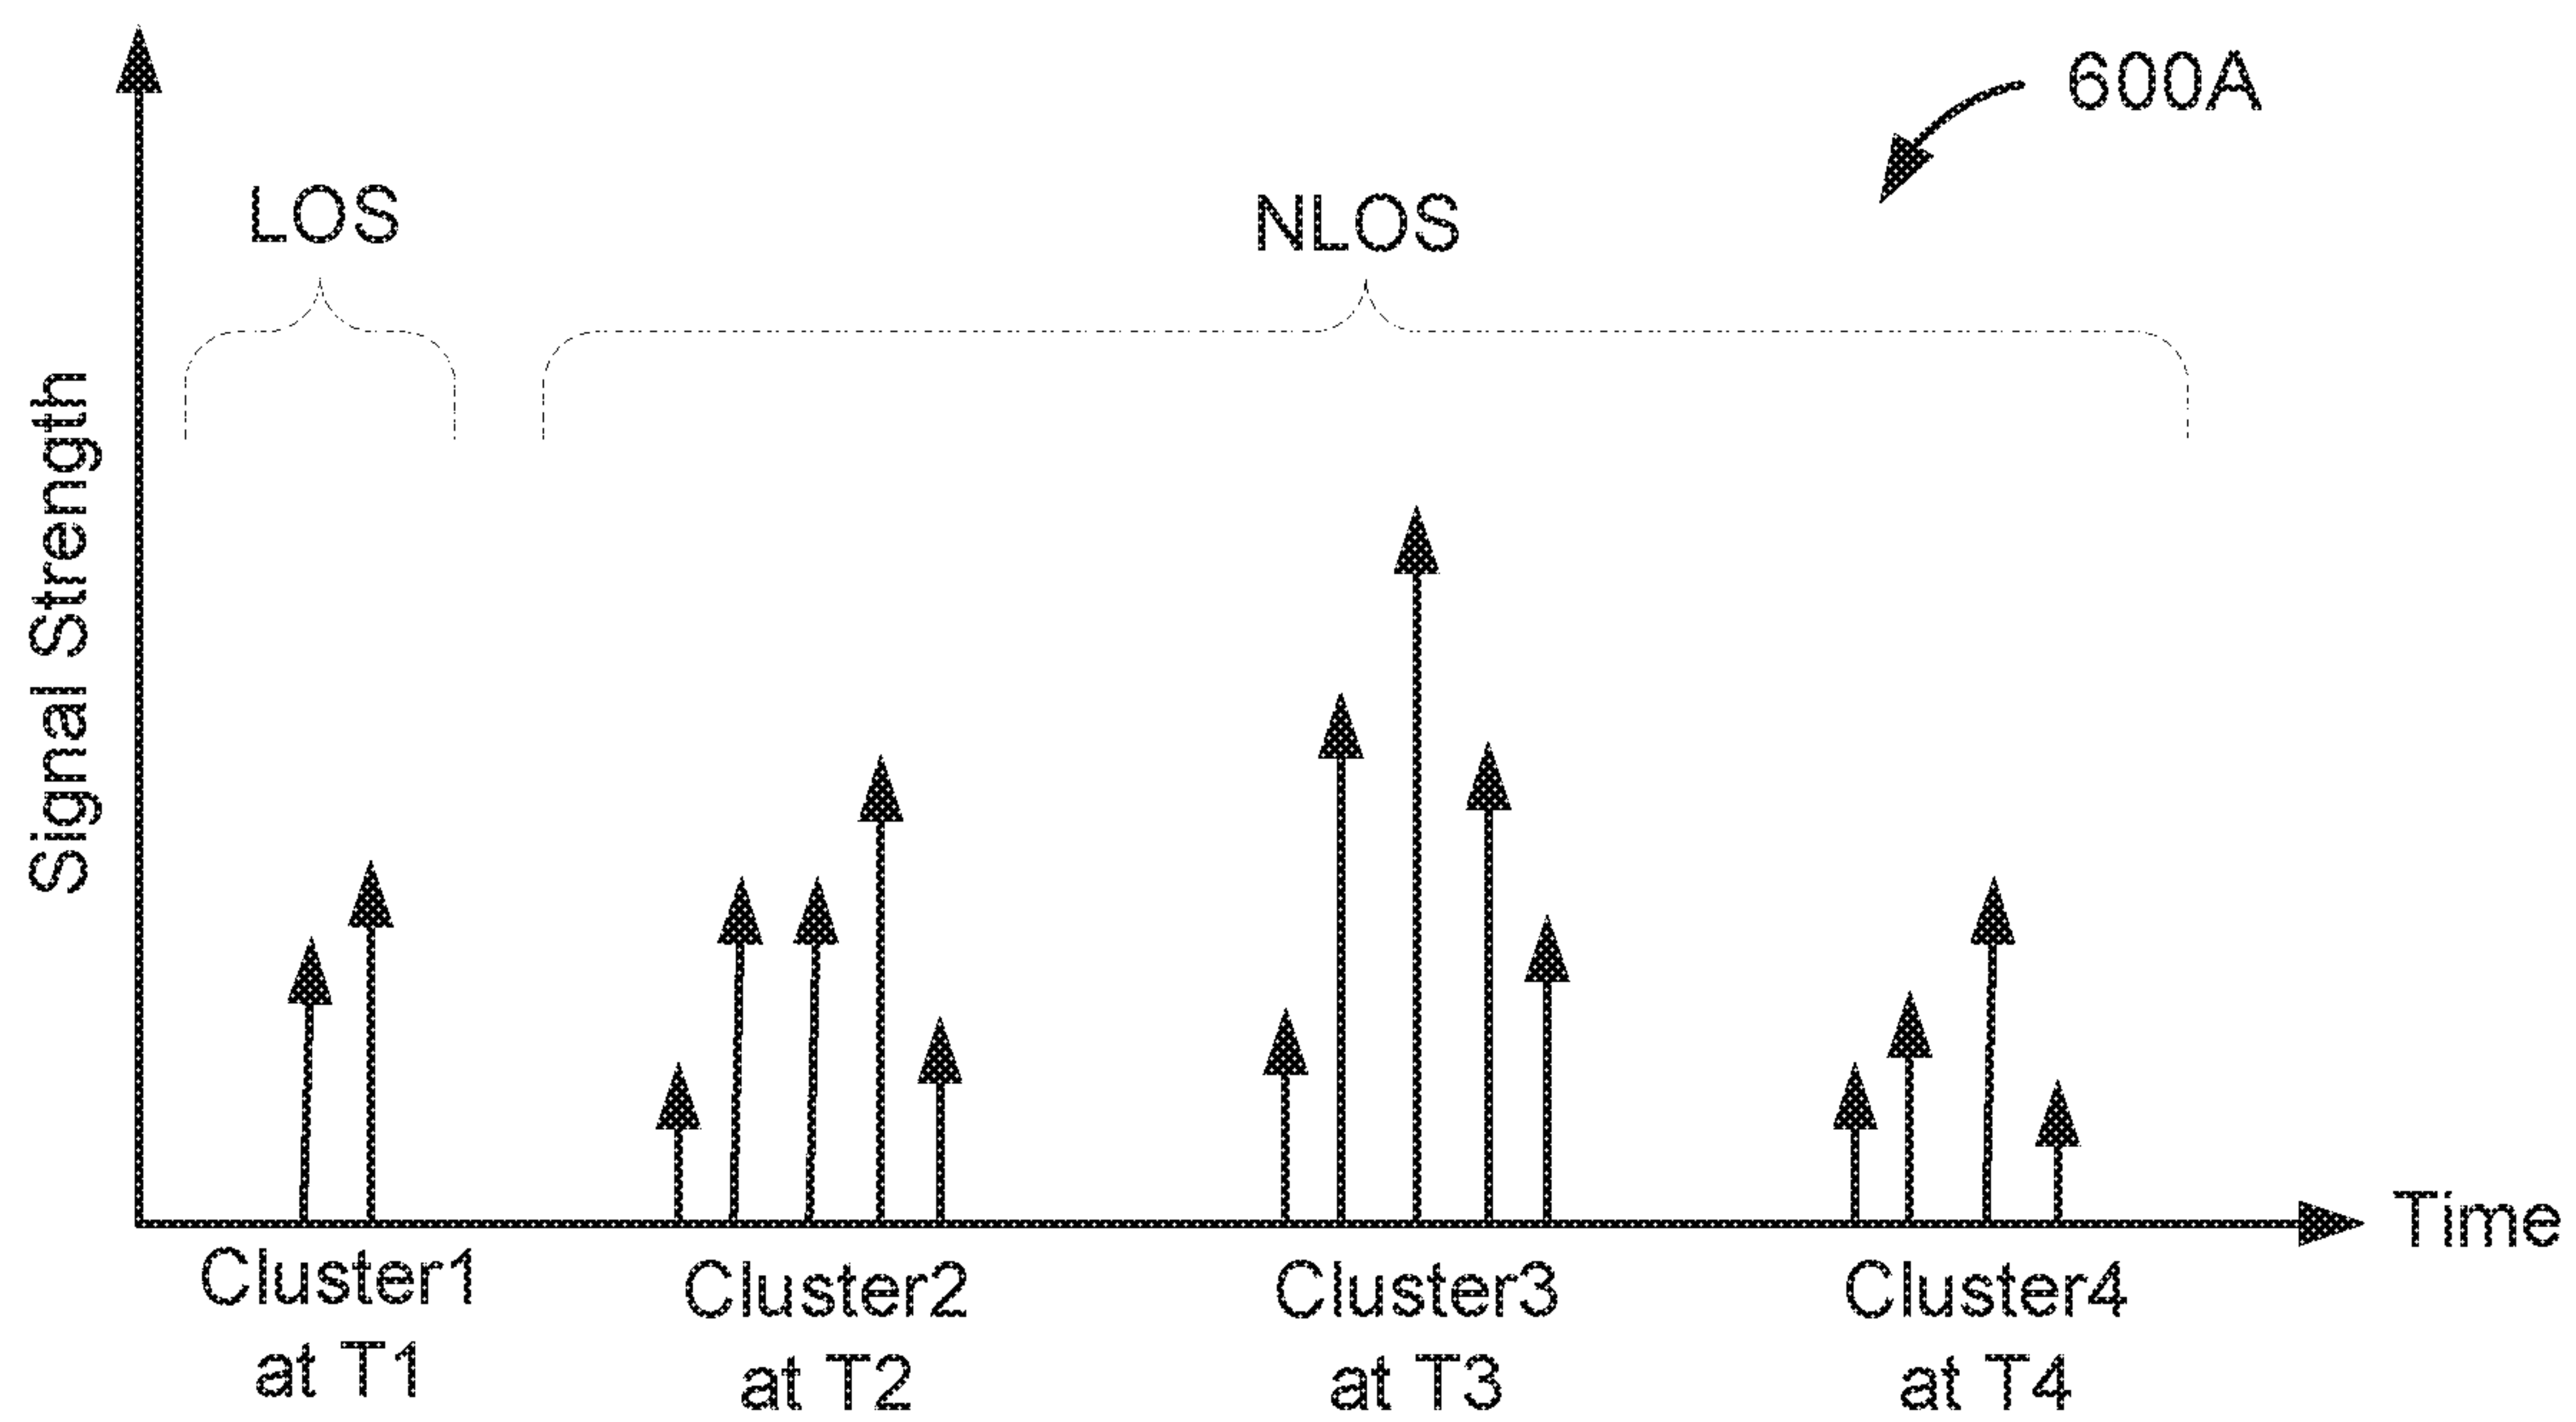 600A
LOS
NLOS
Signal Strength
Time
Cluster1
at T1
Cluster2
at T2
Cluster3
at T3
Cluster4
at T4